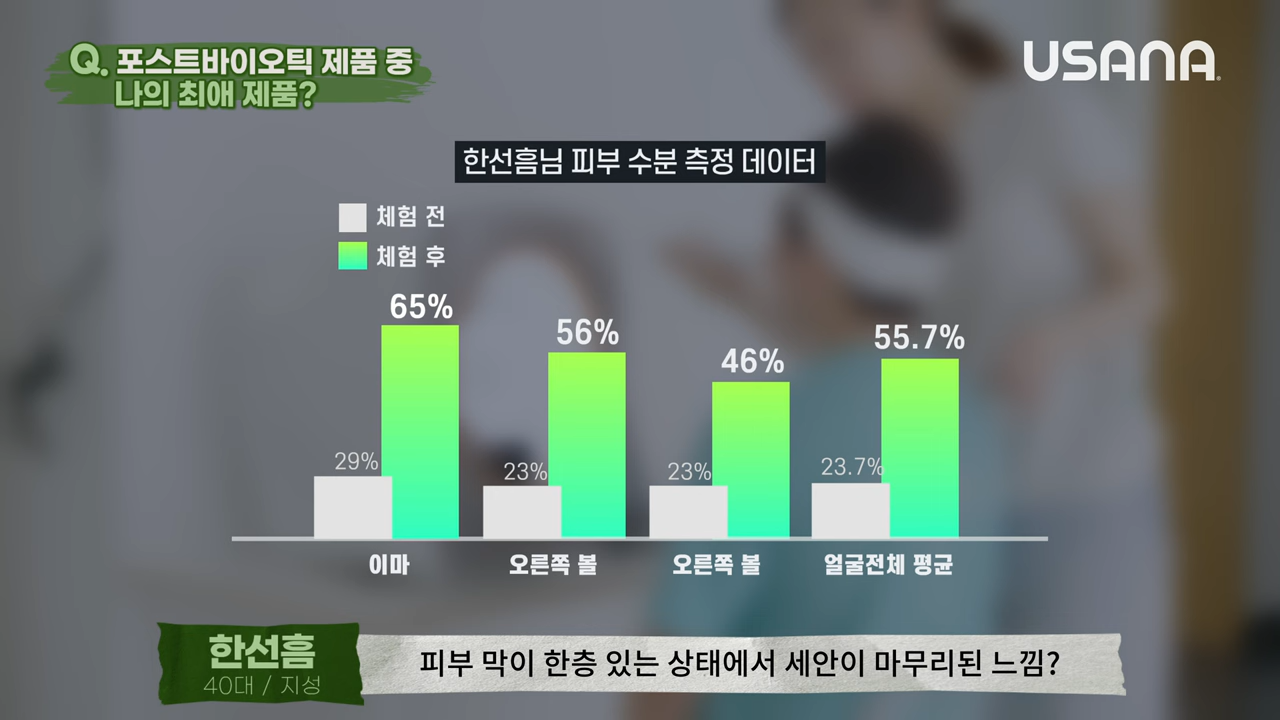 Q. 포스트바이오틱 제품 중
나의 최애 제품?
USANA
한선흠님 피부 수분 측정 데이터
체험 전
체험 후
65%
56%
46%
55.7%
29%
23%
23%
23.7%
이마
오른쪽 볼
오른쪽 볼
얼굴전체 평균
한선흠
40대 / 지성
피부 막이 한층 있는 상태에서 세안이 마무리된 느낌?